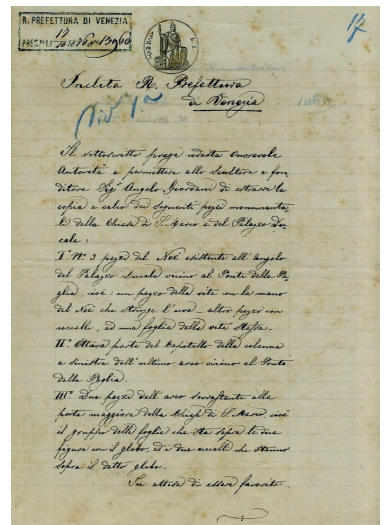 R. PREFETTURA DI VENEZIA
17
Inclita R. Prefettura
di Venezia
Il sottoscritto prega codesta Onorevole
Autorità a permettere allo Scultore e fon-
ditore Sigr Angelo Giordani di estrarre la
copia e calco dei seguenti pezzi monumenta-
li della Chiesa di S. Marco e del Palazzo Du-
cale:
I° N° 3 pezzi del Noè esistente all'angolo
del Palazzo Ducale vicino al Ponte della Pa-
glia, cioè: un pezzo della vite con la mano
del Noè che stringe l'uva - altro pezzo con
uccelli, ed una foglia della vite stessa.
II° Ottava parte del Capitello della colonna
a sinistra dell'ultimo arco vicino al Ponte
della Paglia.
III° Due pezzi dell'arco sovrastante alla
porta maggiore della Chiesa di S. Marco cioè
il gruppo delle foglie che sta sopra le due
figure con il globo, ed i due uccelli che stanno
sopra il detto globo.
In attesa di essere favorito.